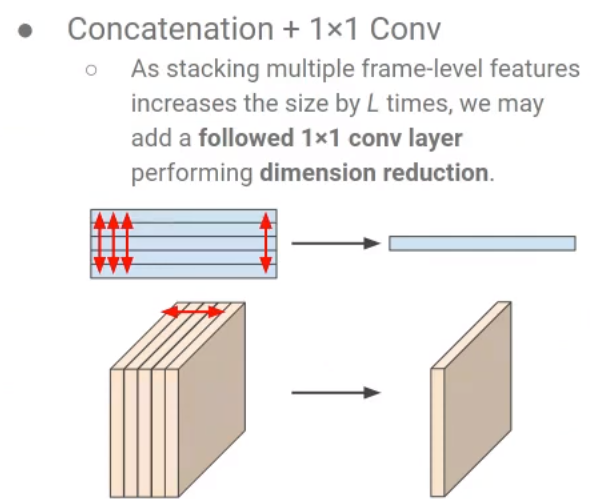 ● Concatenation + 1×1 Conv
○ As stacking multiple frame-level features
increases the size by L times, we may
add a followed 1×1 conv layer
performing dimension reduction.